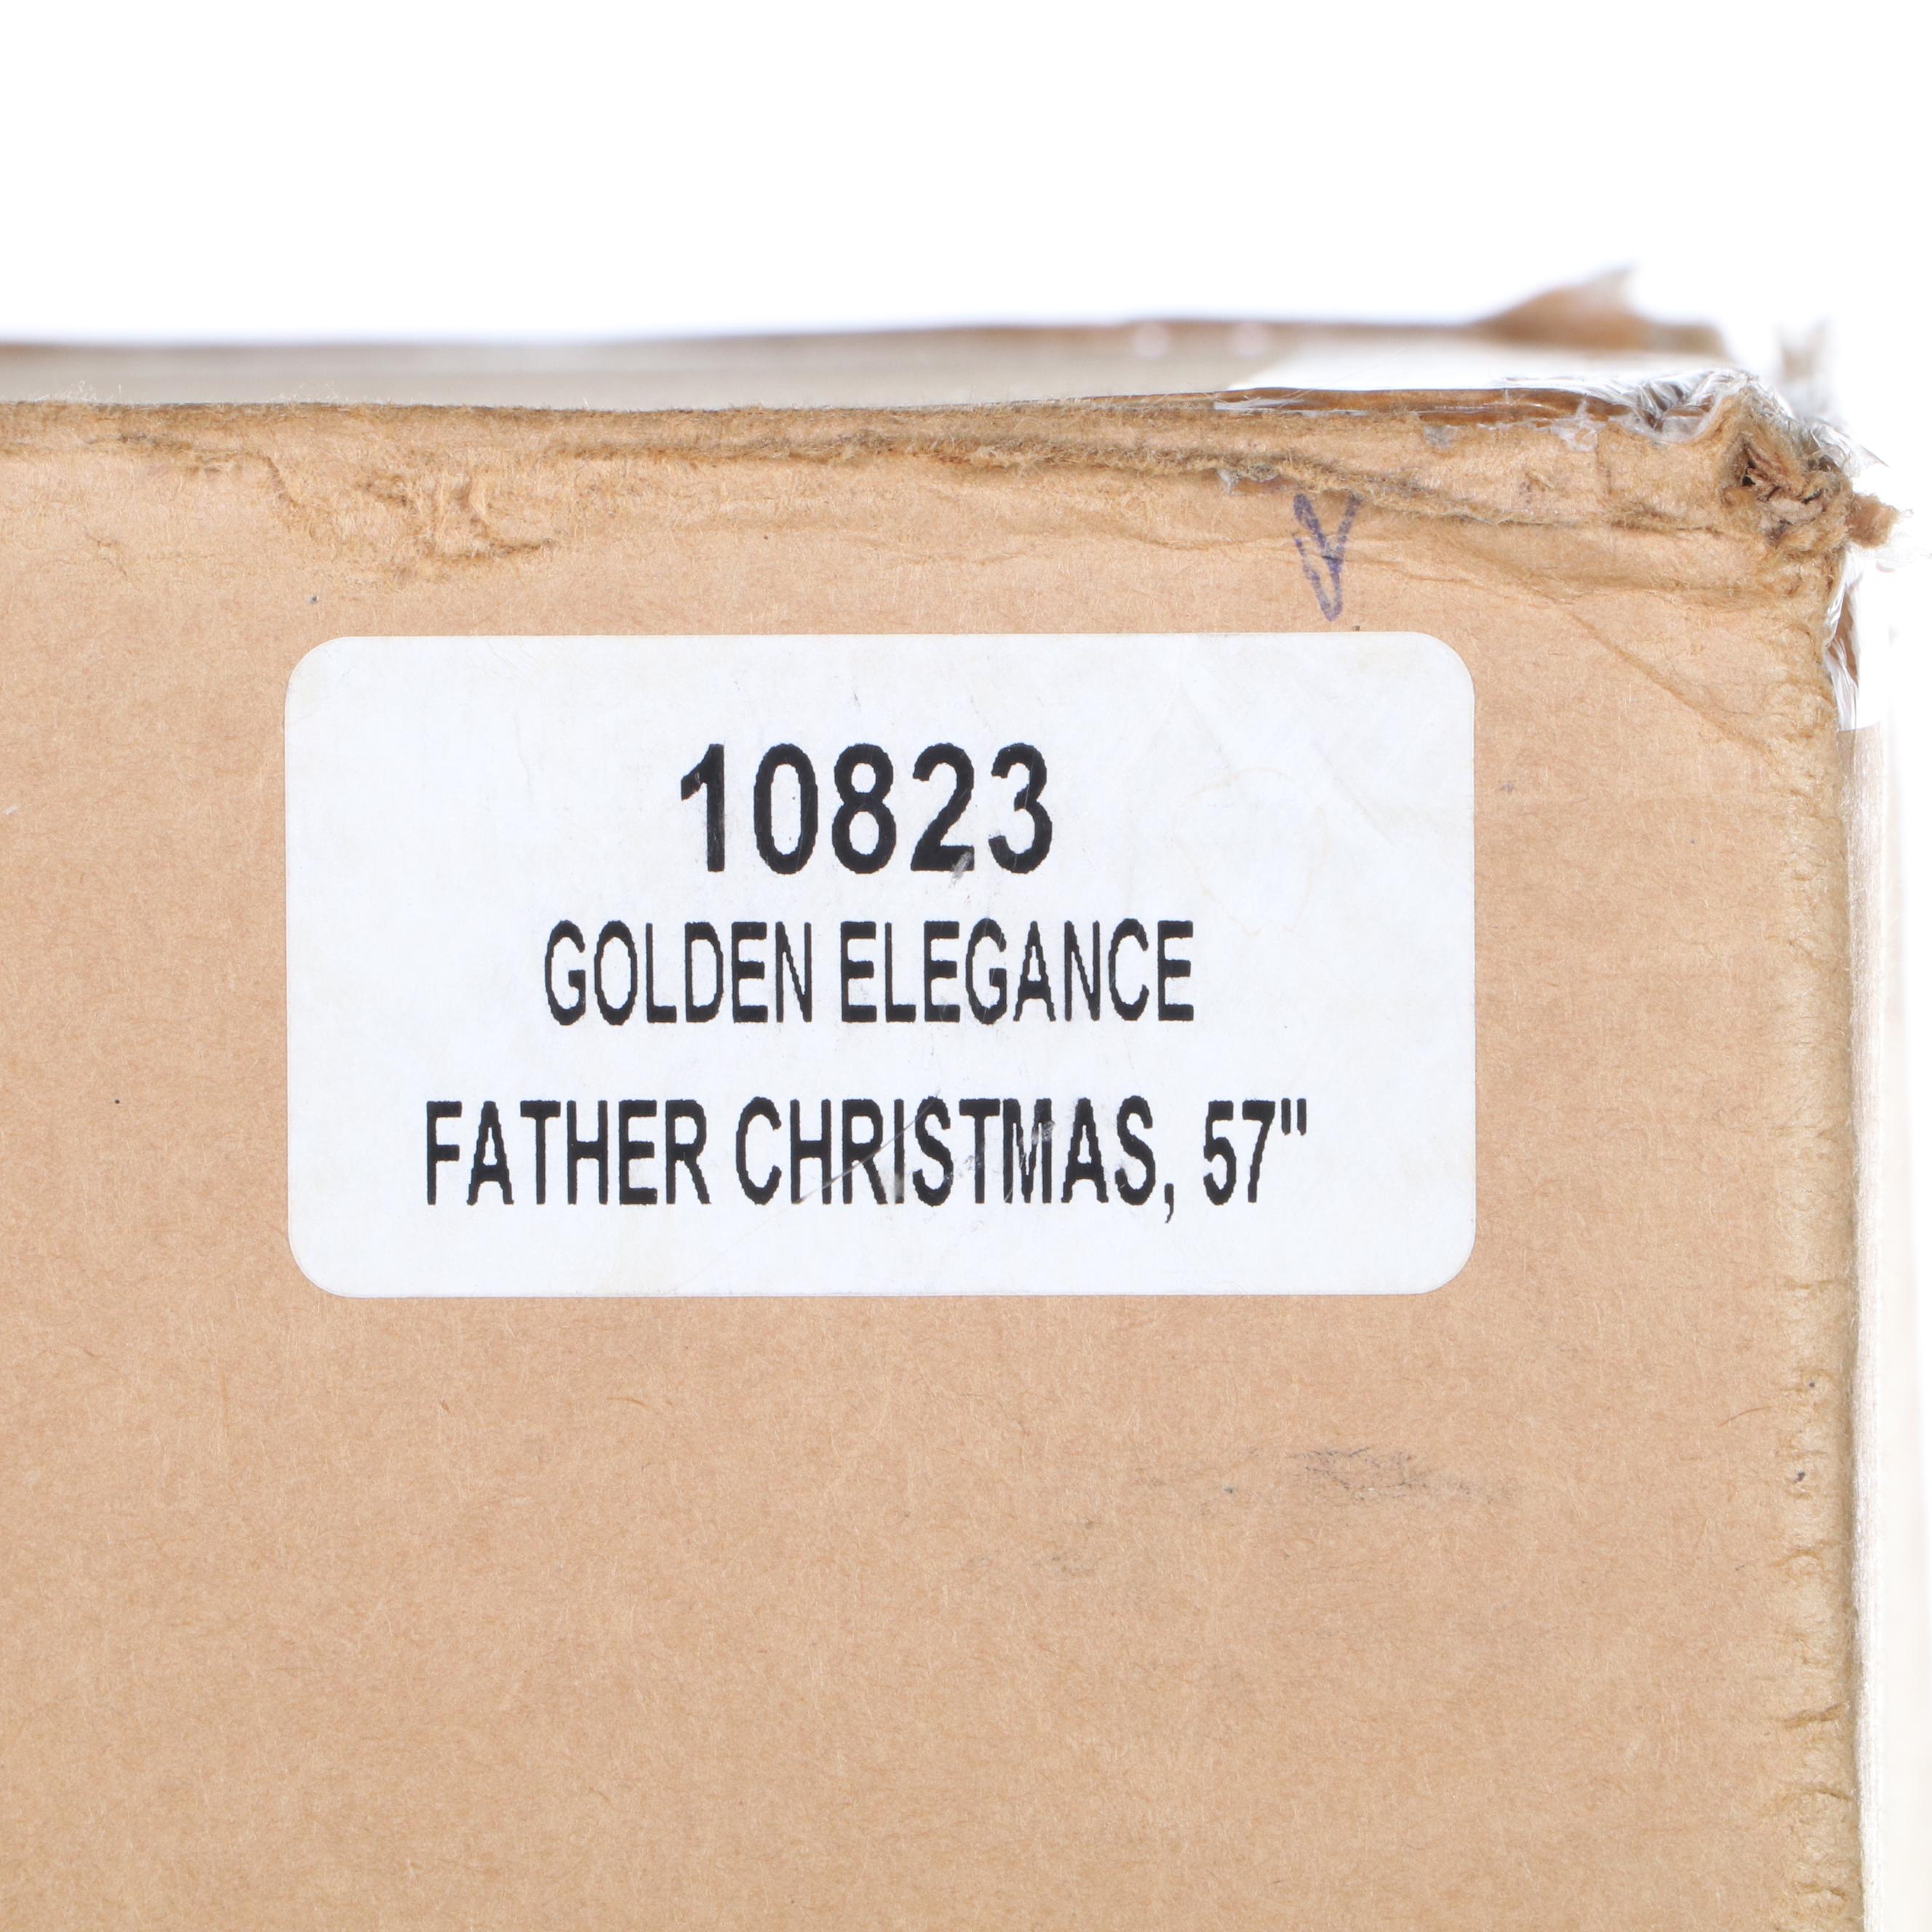 10823
GOLDEN ELEGANCE
FATHER CHRISTMAS, 57"